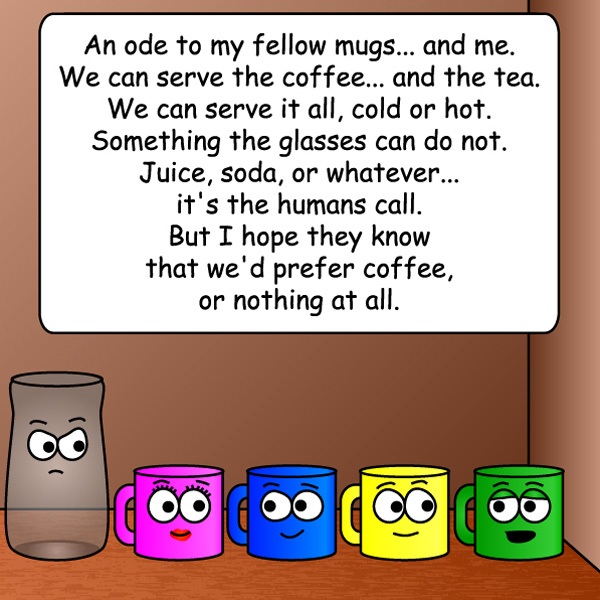 An ode to my fellow mugs... and me.
We can serve the coffee... and the tea.
We can serve it all, cold or hot.
Something the glasses can do not.
Juice, soda, or whatever...
it's the humans call.
But I hope they know
that we'd prefer coffee,
or nothing at all.